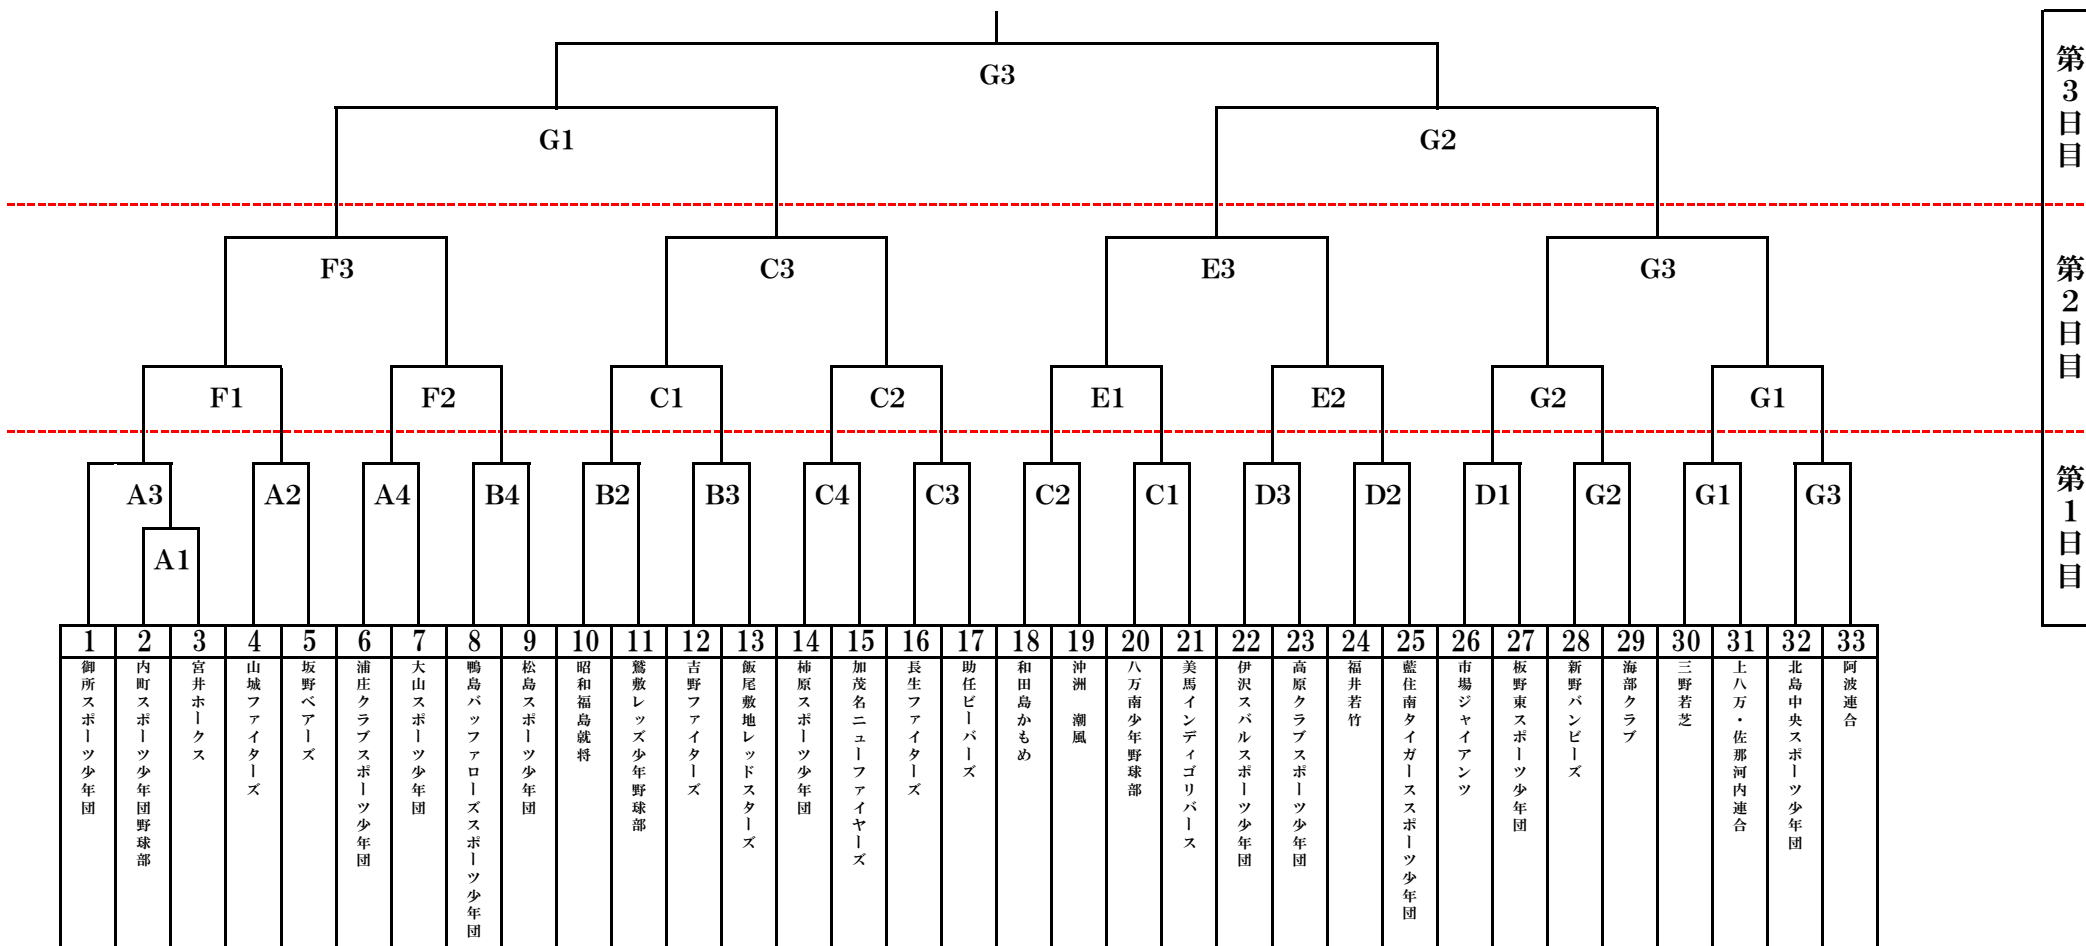 G3
G1
G2
第3日目
F3
C3
E3
G3
第2日目
F1
F2
C1
C2
E1
E2
G2
G1
A3
A2
A4
B4
B2
B3
C4
C3
C2
C1
D3
D2
D1
G2
G1
G3
第1日目
A1
1
2
3
4
5
6
7
8
9
10
11
12
13
14
15
16
17
18
19
20
21
22
23
24
25
26
27
28
29
30
31
32
33
御所スポーツ少年団
内町スポーツ少年団野球部
宮井ホークス
山城ファイターズ
坂野ベアーズ
浦庄クラブスポーツ少年団
大山スポーツ少年団
鴨島バッファローズスポーツ少年団
松島スポーツ少年団
昭和福島就将
鷲敷レッズ少年野球部
吉野ファイターズ
飯尾敷地レッドスターズ
柿原スポーツ少年団
加茂名ニューファイヤーズ
長生ファイターズ
助任ビーバーズ
和田島かもめ
沖洲　潮風
八万南少年野球部
美馬インディゴリバース
伊沢スバルスポーツ少年団
高原クラブスポーツ少年団
福井若竹
藍住南タイガーススポーツ少年団
市場ジャイアンツ
板野東スポーツ少年団
新野バンビーズ
海部クラブ
三野若芝
上八万・佐那河内連合
北島中央スポーツ少年団
阿波連合